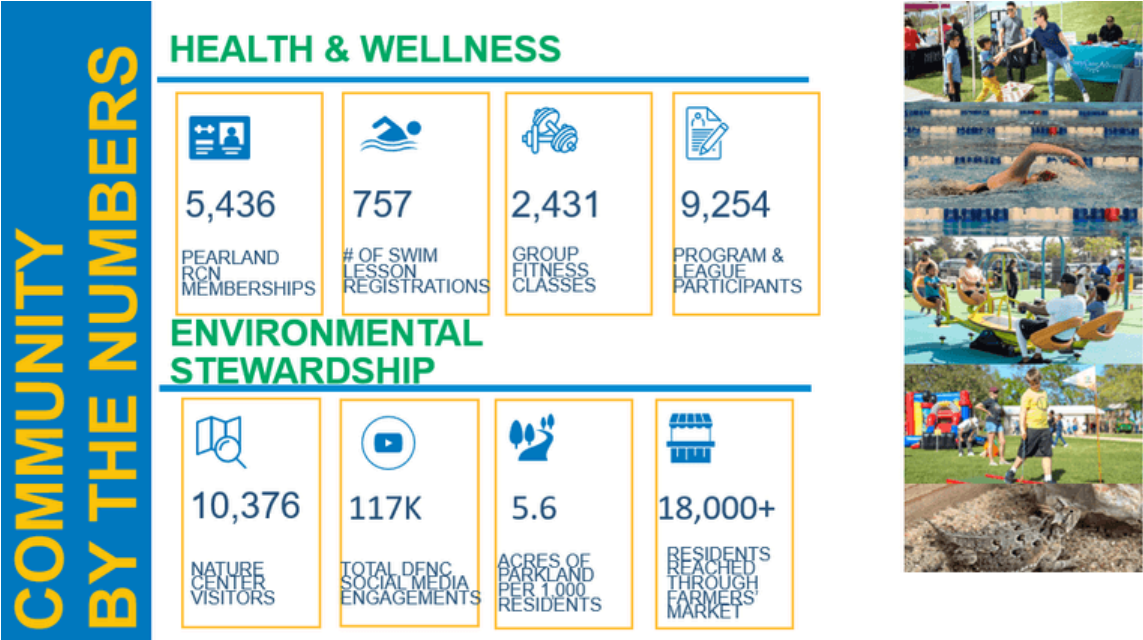 COMMUNITY
BY THE NUMBERS
HEALTH & WELLNESS
5,436
PEARLAND
RCN
MEMBERSHIPS
757
# OF SWIM
LESSON
REGISTRATIONS
2,431
GROUP
FITNESS
CLASSES
9,254
PROGRAM &
LEAGUE
PARTICIPANTS
ENVIRONMENTAL
STEWARDSHIP
10,376
NATURE
CENTER
VISITORS
117K
TOTAL DFNC
SOCIAL MEDIA
ENGAGEMENTS
5.6
ACRES OF
PARKLAND
PER 1,000
RESIDENTS
18,000+
RESIDENTS
REACHED
THROUGH
FARMERS'
MARKET